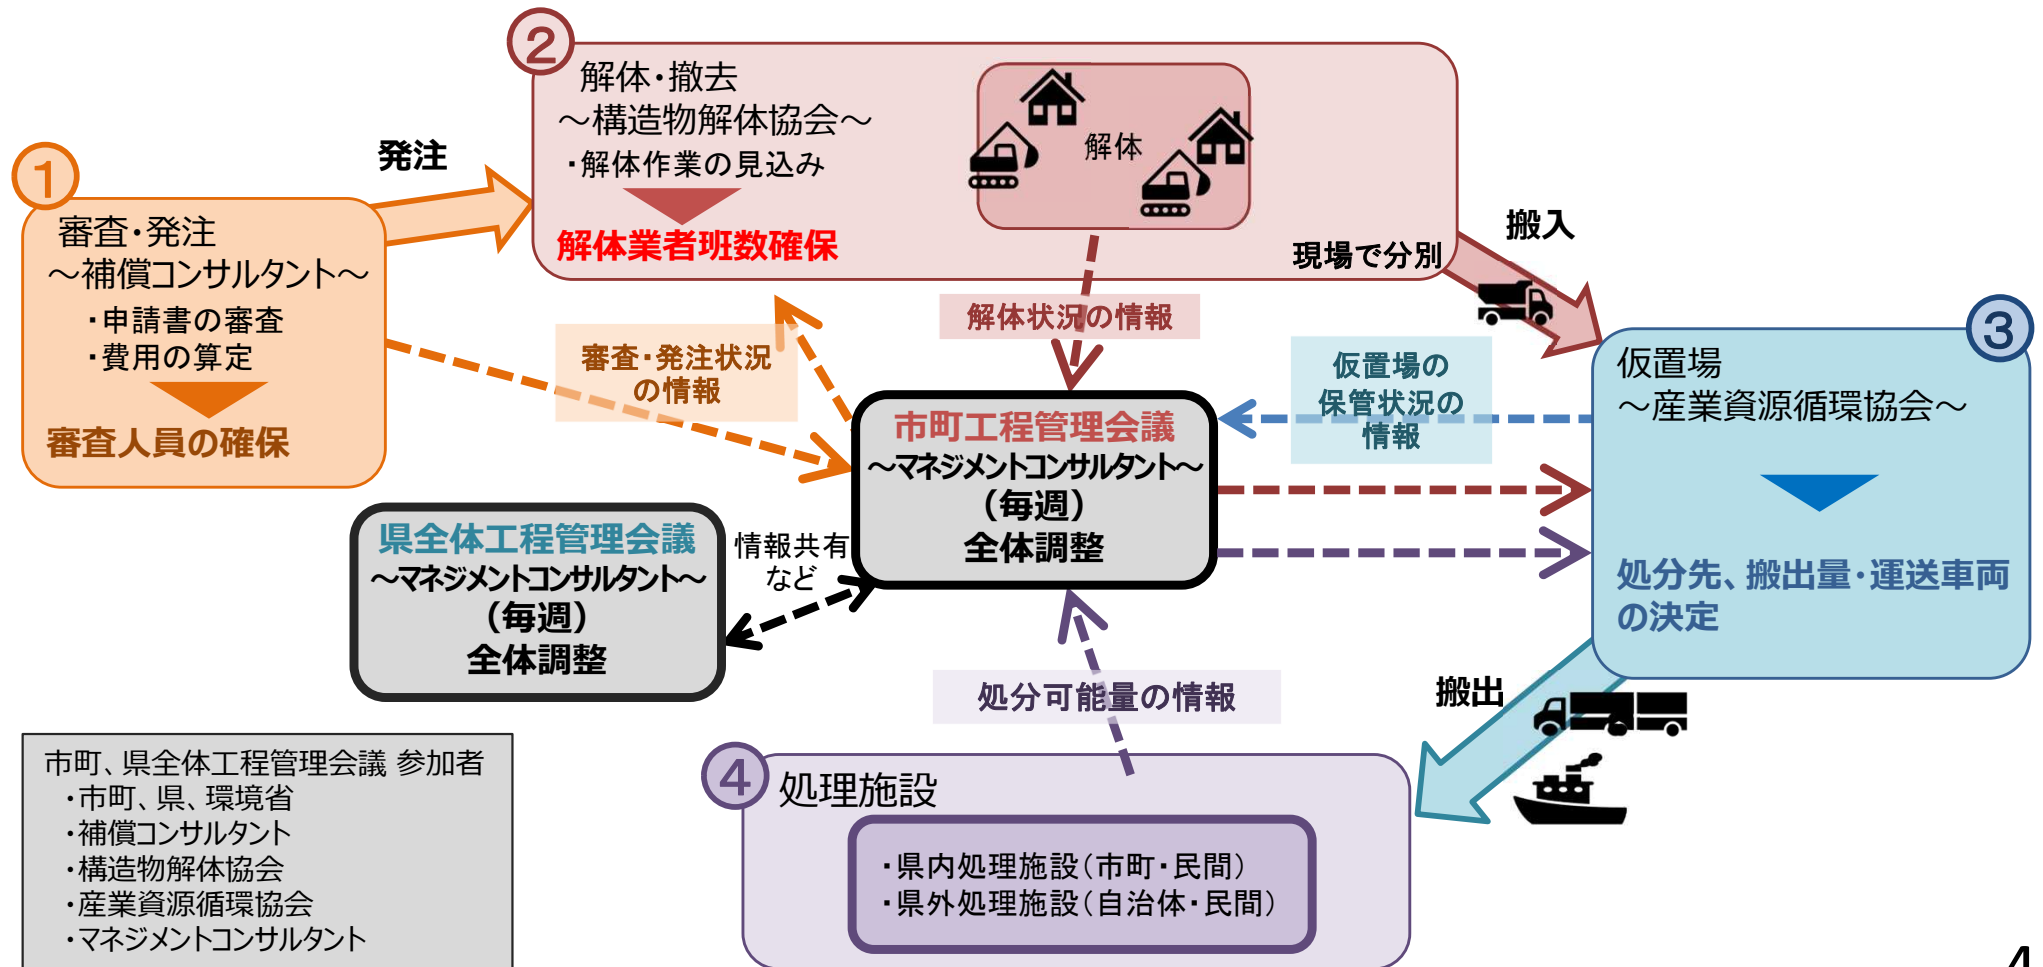 ①
審査・発注
～補償コンサルタント～
・申請書の審査
・費用の算定
審査人員の確保
発注
②
解体・撤去
～構造物解体協会～
・解体作業の見込み
解体業者班数確保
解体
現場で分別
搬入
③
仮置場
～産業資源循環協会～
処分先、搬出量・運送車両
の決定
審査・発注状況
の情報
解体状況の情報
仮置場の
保管状況の
情報
市町工程管理会議
～マネジメントコンサルタント～
（毎週）
全体調整
県全体工程管理会議
～マネジメントコンサルタント～
（毎週）
全体調整
情報共有
など
処分可能量の情報
搬出
④
処理施設
・県内処理施設（市町・民間）
・県外処理施設（自治体・民間）
市町、県全体工程管理会議 参加者
・市町、県、環境省
・補償コンサルタント
・構造物解体協会
・産業資源循環協会
・マネジメントコンサルタント
4